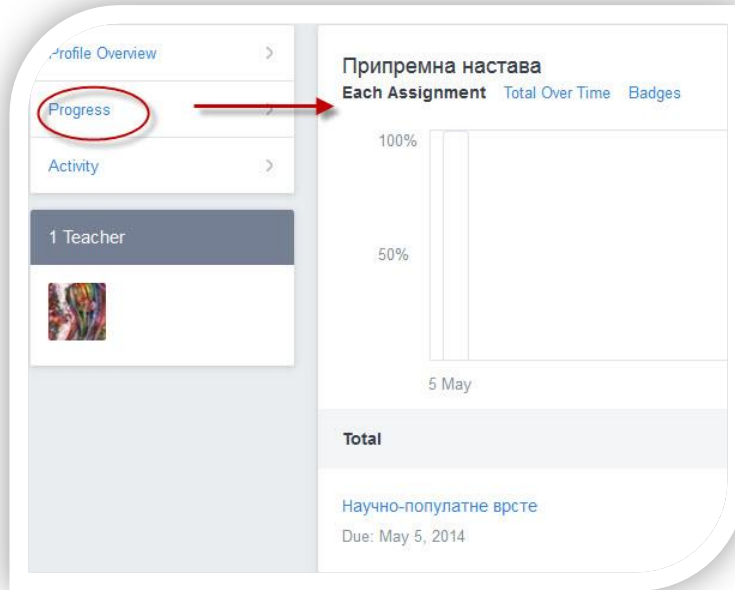 Profile Overview
Progress
Activity
1 Teacher
Припремна настава
Each Assignment Total Over Time Badges
100%
50%
5 May
Total
Научно-популатне врсте
Due: May 5, 2014